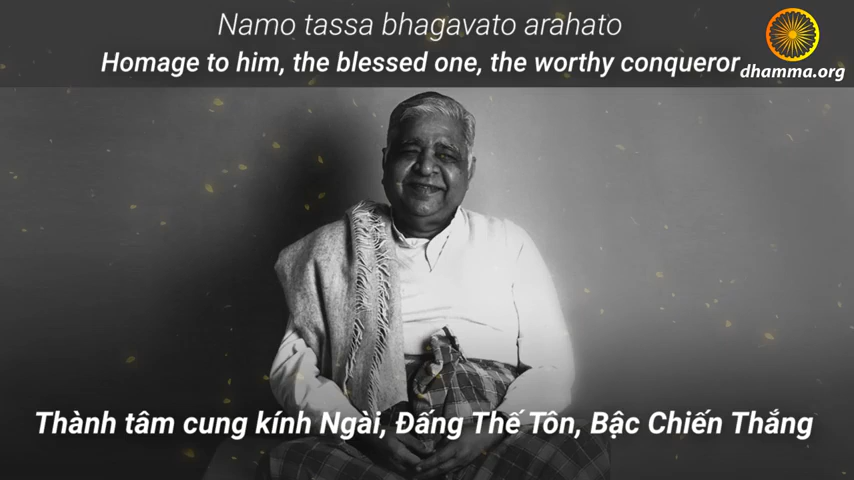 Namo tassa bhagavato arahato
Homage to him, the blessed one, the worthy conqueror
dhamma.org
Thành tâm cung kính Ngài, Đấng Thế Tôn, Bậc Chiến Thắng